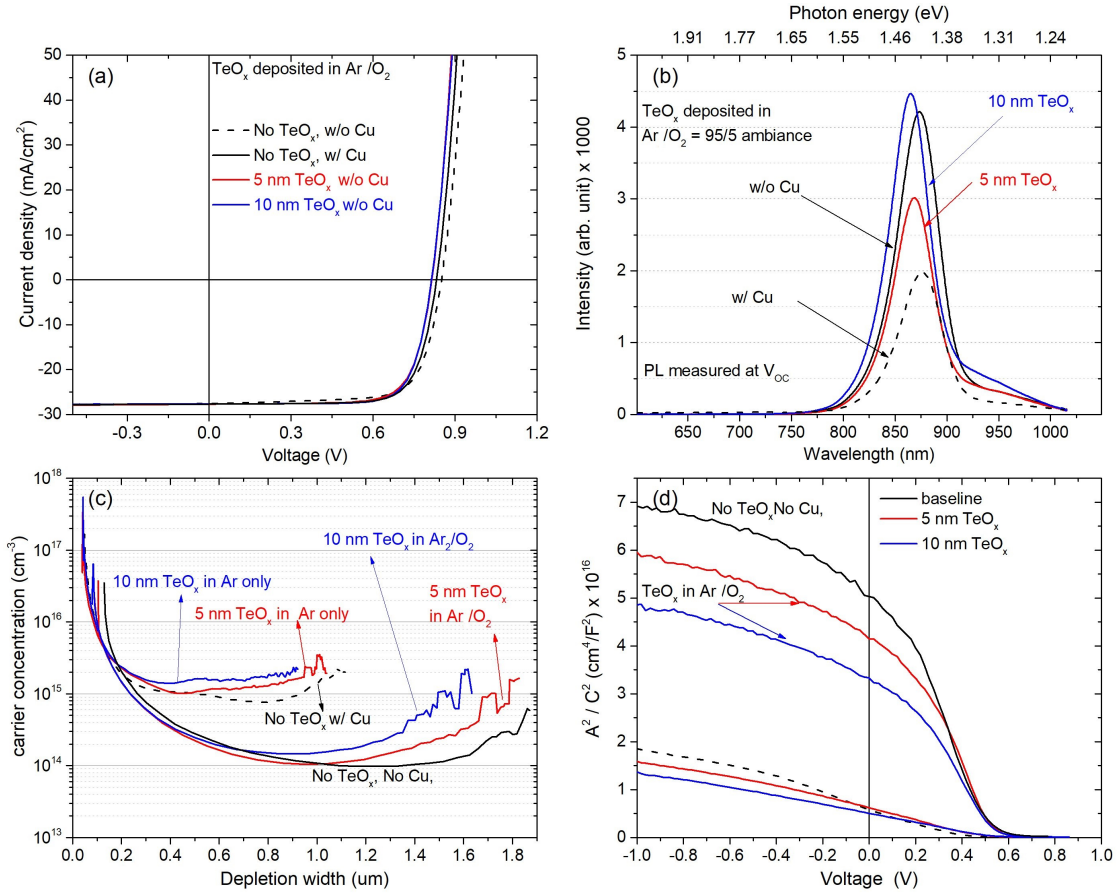 (a)
TeOx deposited in Ar /O2
No TeOx, w/o Cu
No TeOx, w/ Cu
5 nm TeOx w/o Cu
10 nm TeOx w/o Cu
50
40
30
20
10
0
-10
-20
-30
Current density (mA/cm2)
-0.3
0.0
0.3
0.6
0.9
1.2
Voltage (V)
Photon energy (eV)
1.91
1.77
1.65
1.55
1.46
1.38
1.31
1.24
(b)
TeOx deposited in
Ar /O2 = 95/5 ambiance
10 nm TeOx
5 nm TeOx
w/o Cu
w/ Cu
PL measured at VOC
5
4
3
2
1
0
Intensity (arb. unit) x 1000
650
700
750
800
850
900
950
1000
Wavelength (nm)
(c)
10 nm TeOx in Ar2/O2
10 nm TeOx in Ar only
5 nm TeOx in Ar only
5 nm TeOx
in Ar /O2
No TeOx w/ Cu
No TeOx, No Cu,
1018
1017
1016
1015
1014
1013
carrier concentration (cm-3)
0.0
0.2
0.4
0.6
0.8
1.0
1.2
1.4
1.6
1.8
Depletion width (um)
(d)
No TeOx No Cu,
baseline
5 nm TeOx
10 nm TeOx
TeOx in Ar /O2
7
6
5
4
3
2
1
0
A2 / C2 (cm4/F2) x 1016
-1.0
-0.8
-0.6
-0.4
-0.2
0.0
0.2
0.4
0.6
0.8
1.0
Voltage (V)